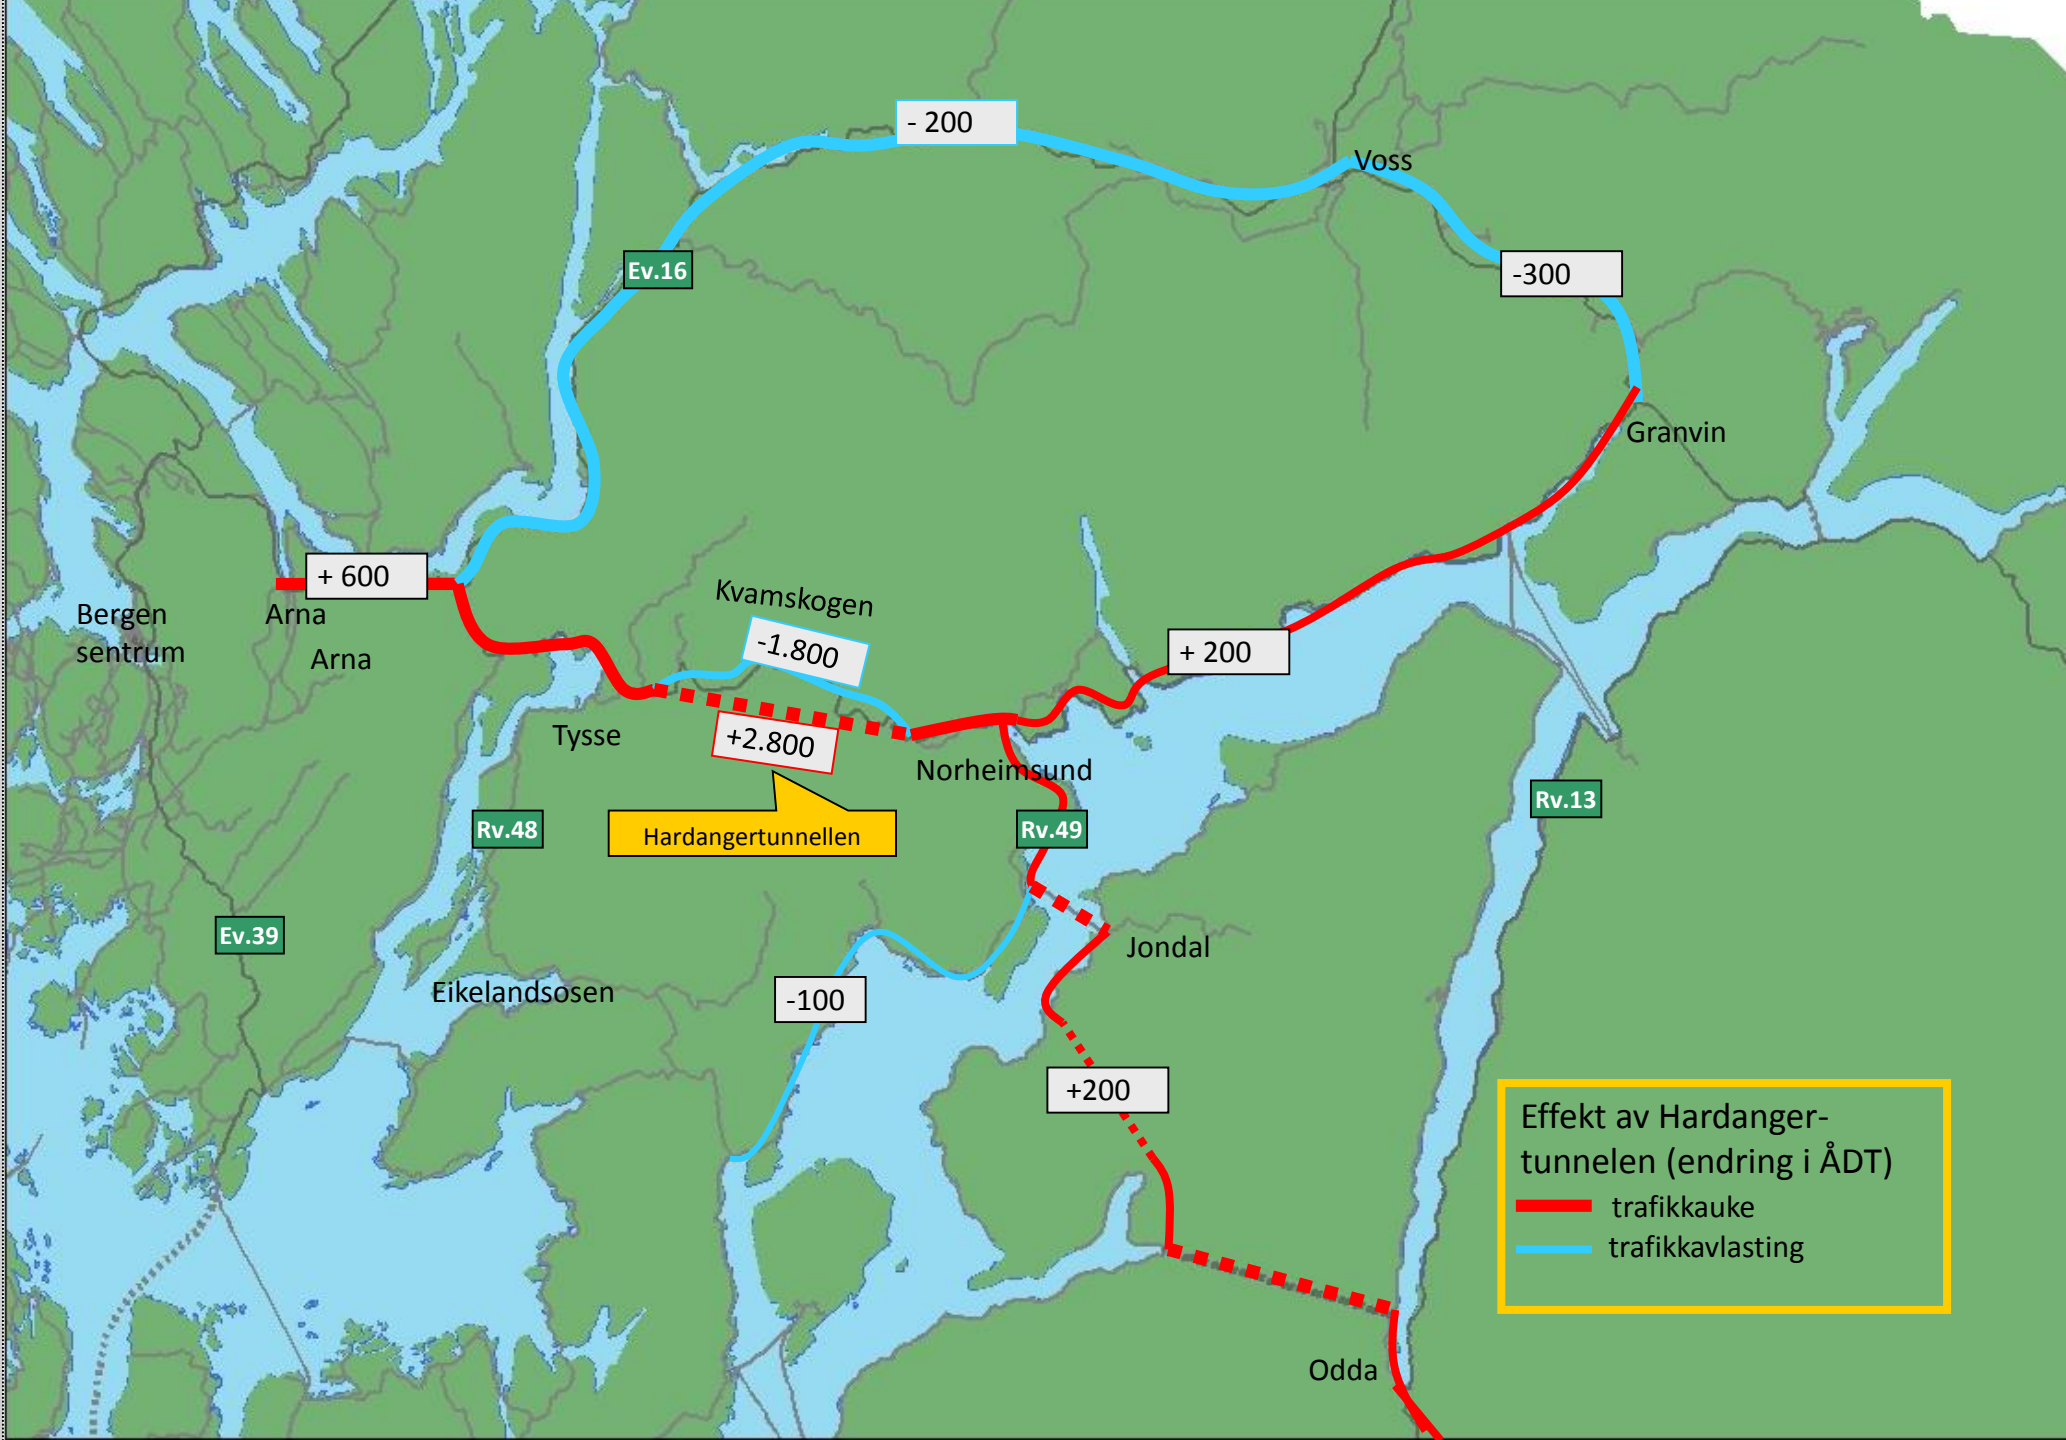 - 200
Voss
Ev.16
-300
Granvin
+ 600
Bergen
sentrum
Arna
Arna
Kvamskogen
-1.800
+ 200
Tysse
+2.800
Norheimsund
Hardangertunnellen
Rv.48
Rv.49
Rv.13
Ev.39
Jondal
Eikelandsosen
-100
+200
Effekt av Hardanger-
tunnelen (endring i ÅDT)
trafikkauke
trafikkavlasting
Odda